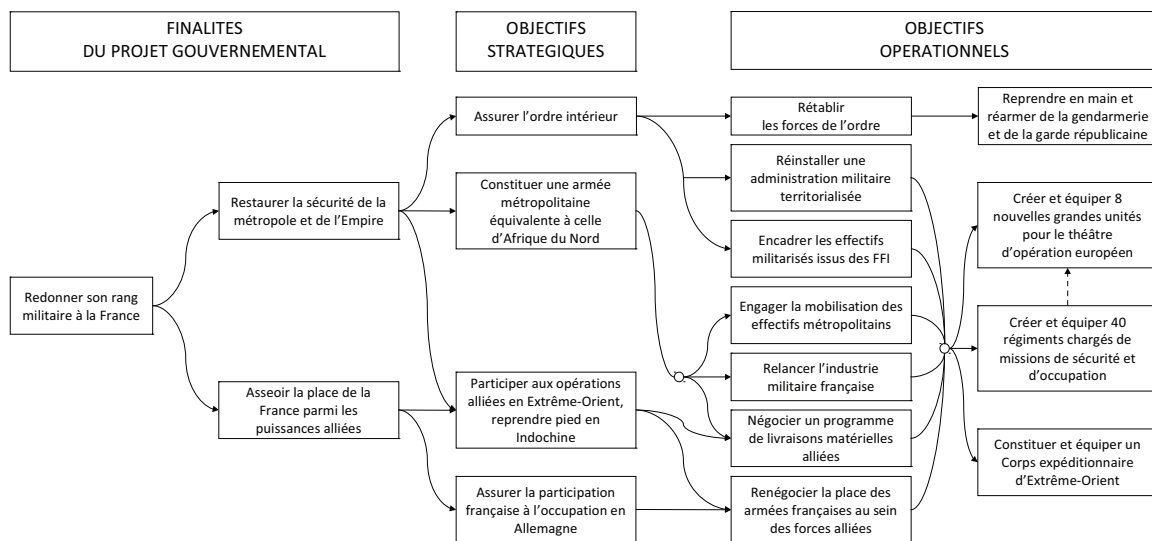 FINALITES
DU PROJET GOUVERNEMENTAL
OBJECTIFS
STRATEGIQUES
OBJECTIFS
OPERATIONNELS
Redonner son rang
militaire à la France
Restaurer la sécurité de la
métropole et de l’Empire
Asseoir la place de la
France parmi les
puissances alliées
Assurer l’ordre intérieur
Constituer une armée
métropolitaine
équivalente à celle
d’Afrique du Nord
Participer aux opérations
alliées en Extrême-Orient,
reprendre pied en
Indochine
Assurer la participation
française à l’occupation en
Allemagne
Rétablir
les forces de l’ordre
Réinstaller une
administration militaire
territorialisée
Encadrer les effectifs
militarisés issus des FFI
Engager la mobilisation des
effectifs métropolitains
Relancer l’industrie
militaire française
Négocier un programme
de livraisons matérielles
alliées
Renégocier la place des
armées françaises au sein
des forces alliées
Reprendre en main et
réarmer de la gendarmerie
et de la garde républicaine
Créer et équiper 8
nouvelles grandes unités
pour le théâtre
d’opération européen
Créer et équiper 40
régiments chargés de
missions de sécurité et
d’occupation
Constituer et équiper un
Corps expéditionnaire
d’Extrême-Orient